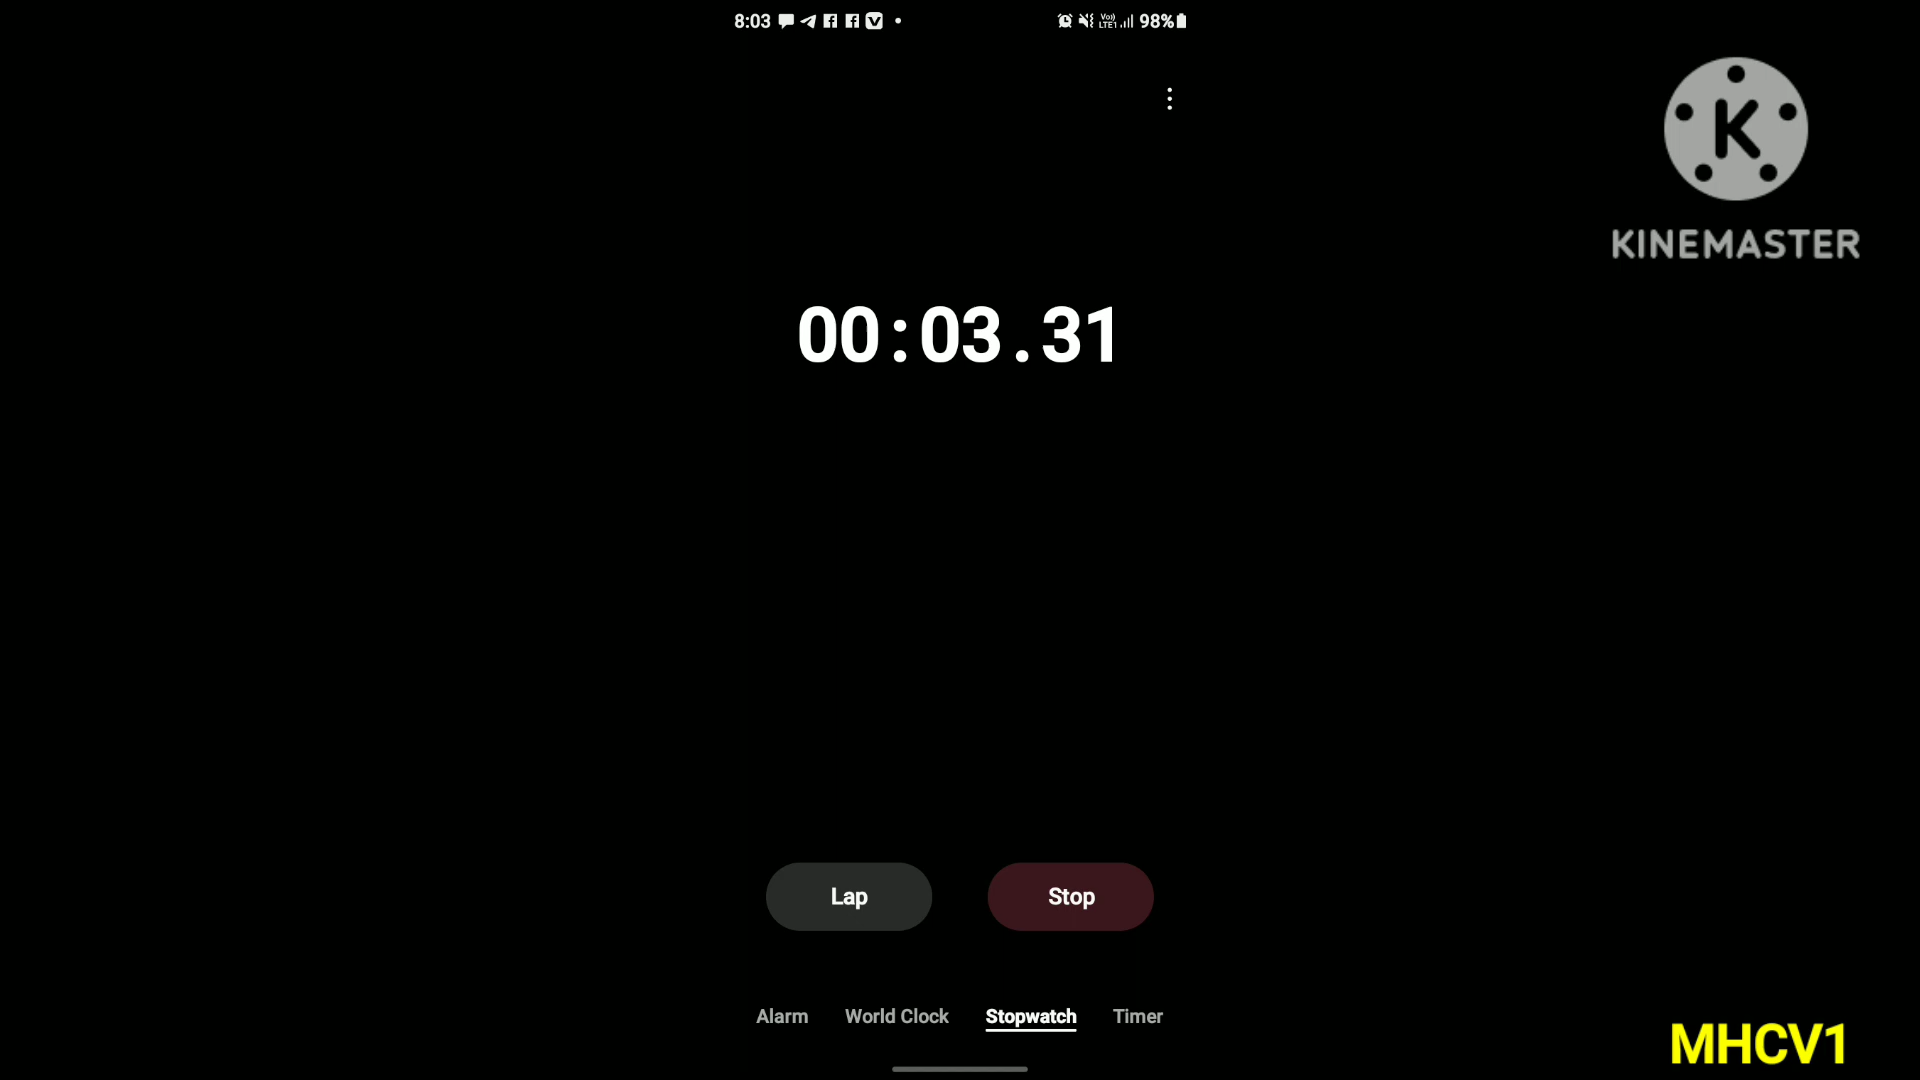 8:03 98%
K
KINEMASTER
00:03.31
Lap Stop
Alarm World Clock Stopwatch Timer
MHCV1